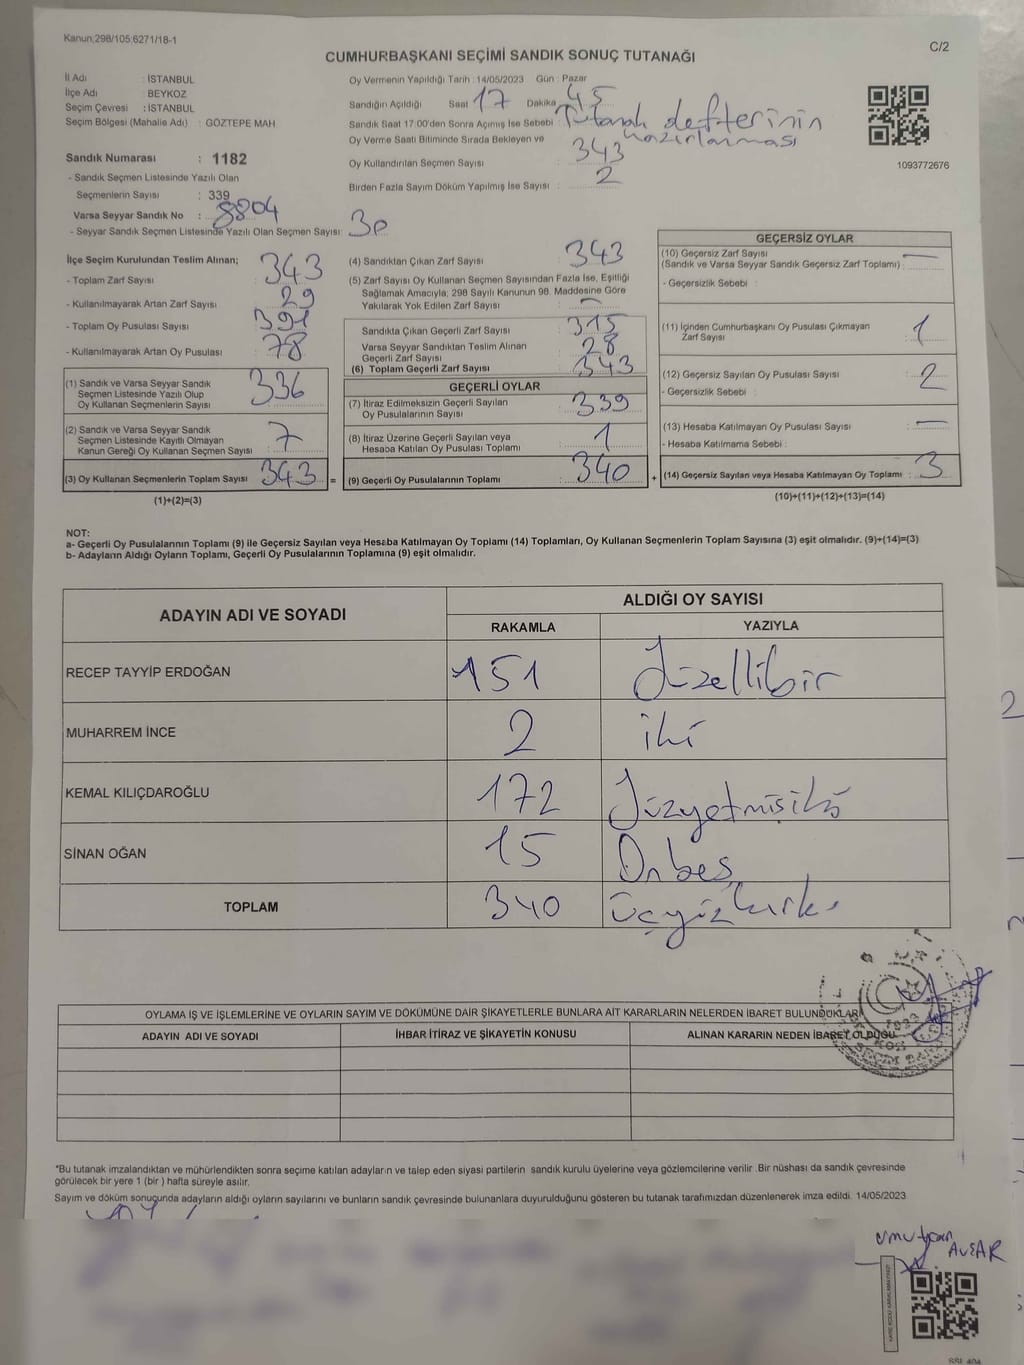 Kanun;298/105;6271/18-1
C/2
CUMHURBAŞKANI SEÇİMİ SANDIK SONUÇ TUTANAĞI
İl Adı : İSTANBUL
İlçe Adı : BEYKOZ
Seçim Çevresi : İSTANBUL
Seçim Bölgesi (Mahalle Adı) : GÖZTEPE MAH
Sandık Numarası : 1182
- Sandık Seçmen Listesinde Yazılı Olan
Seçmenlerin Sayısı : 339
Varsa Seyyar Sandık No : 8804
- Seyyar Sandık Seçmen Listesinde Yazılı Olan Seçmen Sayısı: 30
Oy Vermenin Yapıldığı Tarih : 14/05/2023 Gün : Pazar
Sandığın Açıldığı Saat 17 Dakika 45
Sandık Saat 17:00'den Sonra Açılmış İse Sebebi : Tutanak defterinin hazırlanması
Oy Verme Saati Bitiminde Sırada Bekleyen ve
Oy Kullandırılan Seçmen Sayısı : 343
Birden Fazla Sayım Döküm Yapılmış İse Sayısı : 2
1093772676
İlçe Seçim Kurulundan Teslim Alınan;
- Toplam Zarf Sayısı : 343
- Kullanılmayarak Artan Zarf Sayısı : 29
- Toplam Oy Pusulası Sayısı : 391
- Kullanılmayarak Artan Oy Pusulası : 78
(1) Sandık ve Varsa Seyyar Sandık
Seçmen Listesinde Yazılı Olup
Oy Kullanan Seçmenlerin Sayısı : 336
(2) Sandık ve Varsa Seyyar Sandık
Seçmen Listesinde Kayıtlı Olmayan
Kanun Gereği Oy Kullanan Seçmen Sayısı : 7
(3) Oy Kullanan Seçmenlerin Toplam Sayısı : 343 =
(1)+(2)=(3)
(4) Sandıktan Çıkan Zarf Sayısı : 343
(5) Zarf Sayısı Oy Kullanan Seçmen Sayısından Fazla İse, Eşitliği
Sağlamak Amacıyla; 298 Sayılı Kanunun 98. Maddesine Göre
Yakılarak Yok Edilen Zarf Sayısı : —
Sandıkta Çıkan Geçerli Zarf Sayısı : 315
Varsa Seyyar Sandıktan Teslim Alınan
Geçerli Zarf Sayısı : 28
(6) Toplam Geçerli Zarf Sayısı : 343
GEÇERLİ OYLAR
(7) İtiraz Edilmeksizin Geçerli Sayılan
Oy Pusulalarının Sayısı : 339
(8) İtiraz Üzerine Geçerli Sayılan veya
Hesaba Katılan Oy Pusulası Toplamı : 1
(9) Geçerli Oy Pusulalarının Toplamı : 340 +
GEÇERSİZ OYLAR
(10) Geçersiz Zarf Sayısı
(Sandık ve Varsa Seyyar Sandık Geçersiz Zarf Toplamı) : —
- Geçersizlik Sebebi :
(11) İçinden Cumhurbaşkanı Oy Pusulası Çıkmayan
Zarf Sayısı : 1
(12) Geçersiz Sayılan Oy Pusulası Sayısı : 2
- Geçersizlik Sebebi :
(13) Hesaba Katılmayan Oy Pusulası Sayısı : —
- Hesaba Katılmama Sebebi :
(14) Geçersiz Sayılan veya Hesaba Katılmayan Oy Toplamı : 3
(10)+(11)+(12)+(13)=(14)
NOT:
a- Geçerli Oy Pusulaları Toplamı (9) ile Geçersiz Sayılan veya Hesaba Katılmayan Oy Toplamı (14) Toplamları, Oy Kullanan Seçmenlerin Toplam Sayısına (3) eşit olmalıdır. (9)+(14)=(3)
b- Adayların Aldığı Oyların Toplamı, Geçerli Oy Pusulalarının Toplamına (9) eşit olmalıdır.
ADAYIN ADI VE SOYADI
ALDIĞI OY SAYISI
RAKAMLA YAZIYLA
RECEP TAYYİP ERDOĞAN 151 Yüzellibir
MUHARREM İNCE 2 iki
KEMAL KILIÇDAROĞLU 172 Yüzyetmişiki
SİNAN OĞAN 15 Onbeş
TOPLAM 340 üçyüzkırk
OYLAMA İŞ VE İŞLEMLERİNE VE OYLARIN SAYIM VE DÖKÜMÜNE DAİR ŞİKAYETLERLE BUNLARA AİT KARARLARIN NELERDEN İBARET BULUNDUKLARI
ADAYIN ADI VE SOYADI İHBAR İTİRAZ VE ŞİKAYETİN KONUSU ALINAN KARARIN NEDEN İBARET OLDUĞU
*Bu tutanak imzalandıktan ve mühürlendikten sonra seçime katılan adayların ve talep eden siyasi partilerin sandık kurulu üyelerine veya gözlemcilerine verilir .Bir nüshası da sandık çevresinde
görülecek bir yere 1 (bir ) hafta süreyle asılır.
Sayım ve döküm sonucunda adayların aldığı oyların sayılarını ve bunların sandık çevresinde bulunanlara duyurulduğunu gösteren bu tutanak tarafımızdan düzenlenerek imza edildi. 14/05/2023
Umutcan
AVŞAR